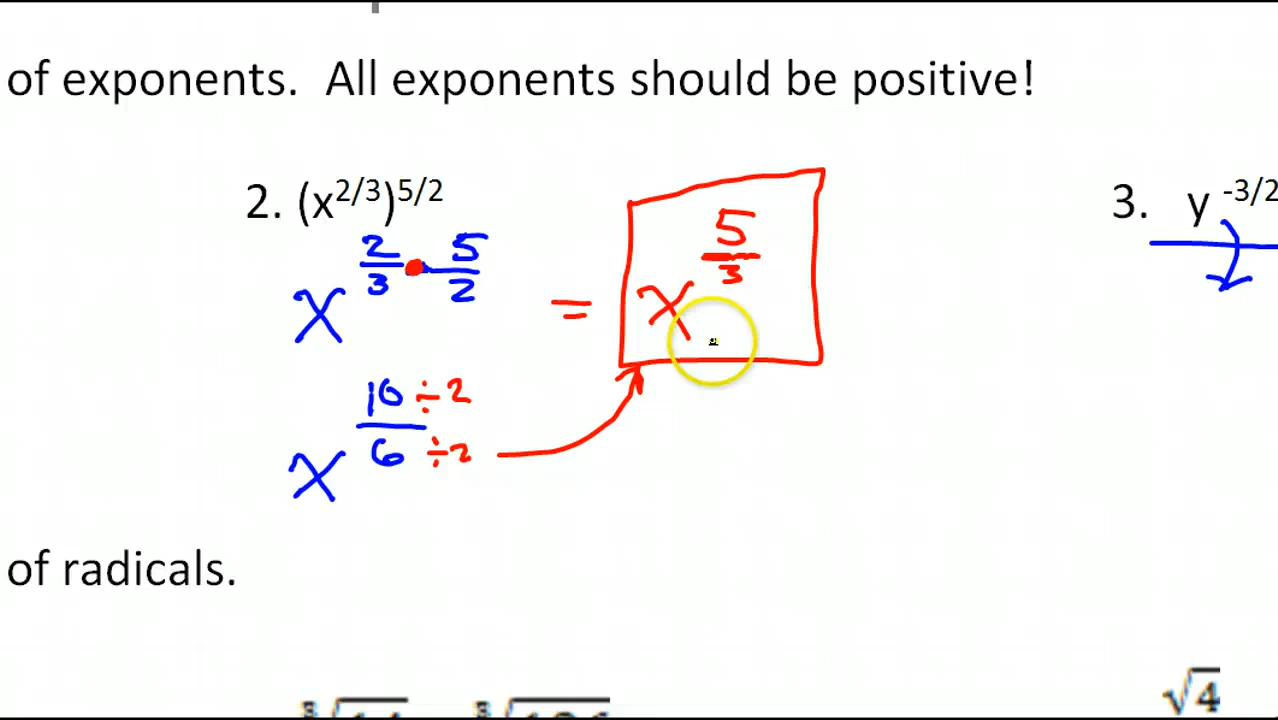 of exponents. All exponents should be positive!
2. (x^2/3)^5/2
3. y^-3/2
x^(2/3 • 5/2)
= x^(5/3)
x^(10÷2 / 6÷2)
of radicals.
√4